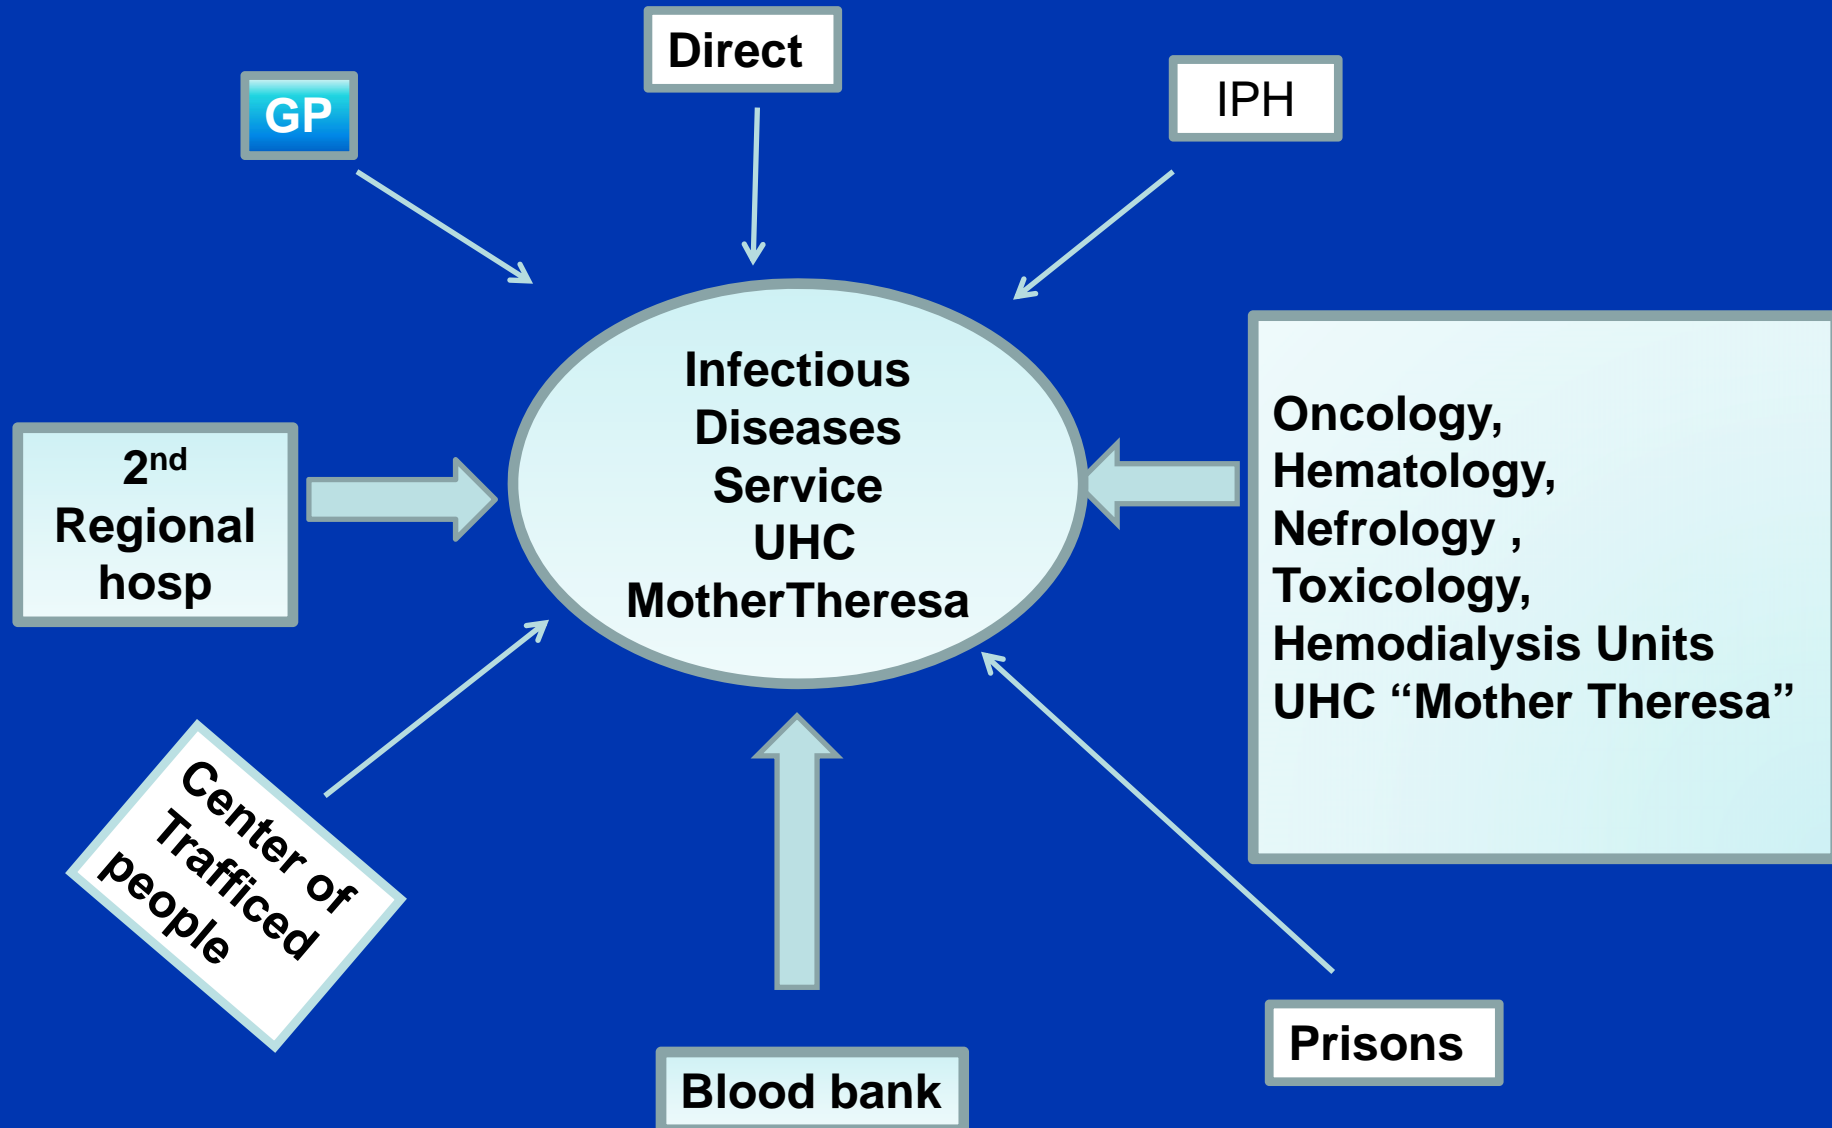 Direct
GP
IPH
Infectious
Diseases
Service
UHC
MotherTheresa
2nd
Regional
hosp
Oncology,
Hematology,
Nefrology ,
Toxicology,
Hemodialysis Units
UHC “Mother Theresa”
Center of
Trafficed
people
Prisons
Blood bank